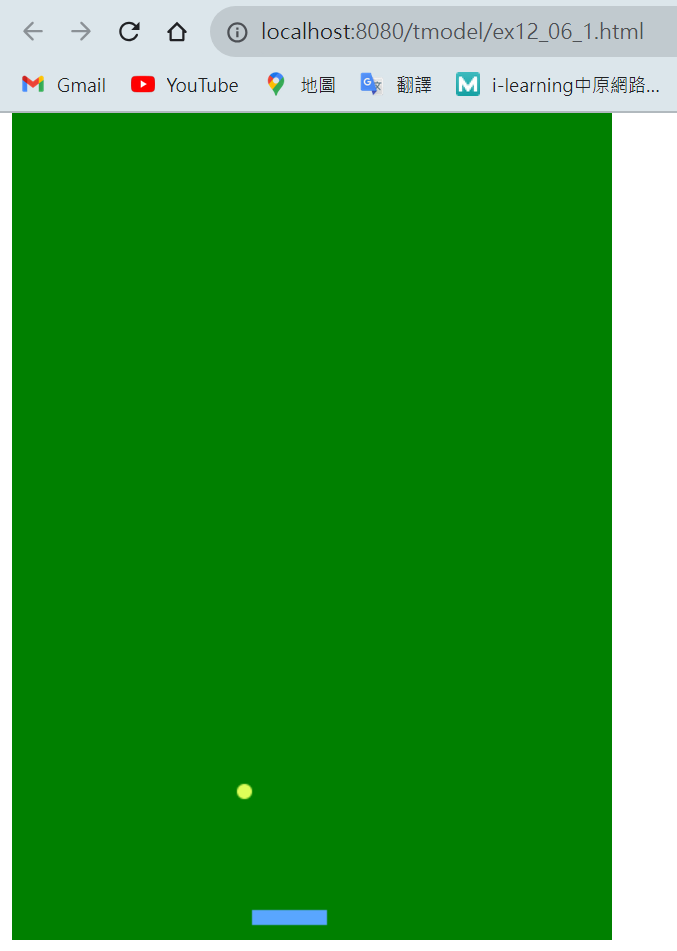 localhost:8080/tmodel/ex12_06_1.html
Gmail YouTube 地圖 翻譯 i-learning中原網路...